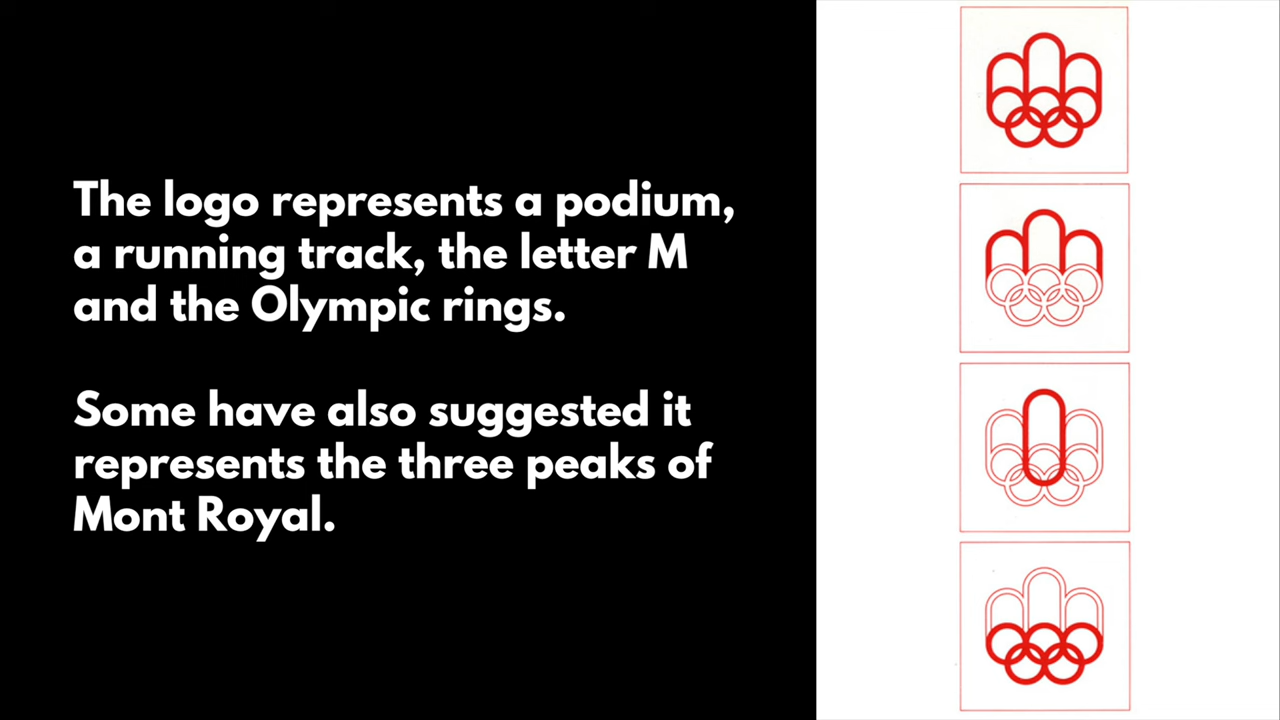 The logo represents a podium,
a running track, the letter M
and the Olympic rings.
Some have also suggested it
represents the three peaks of
Mont Royal.